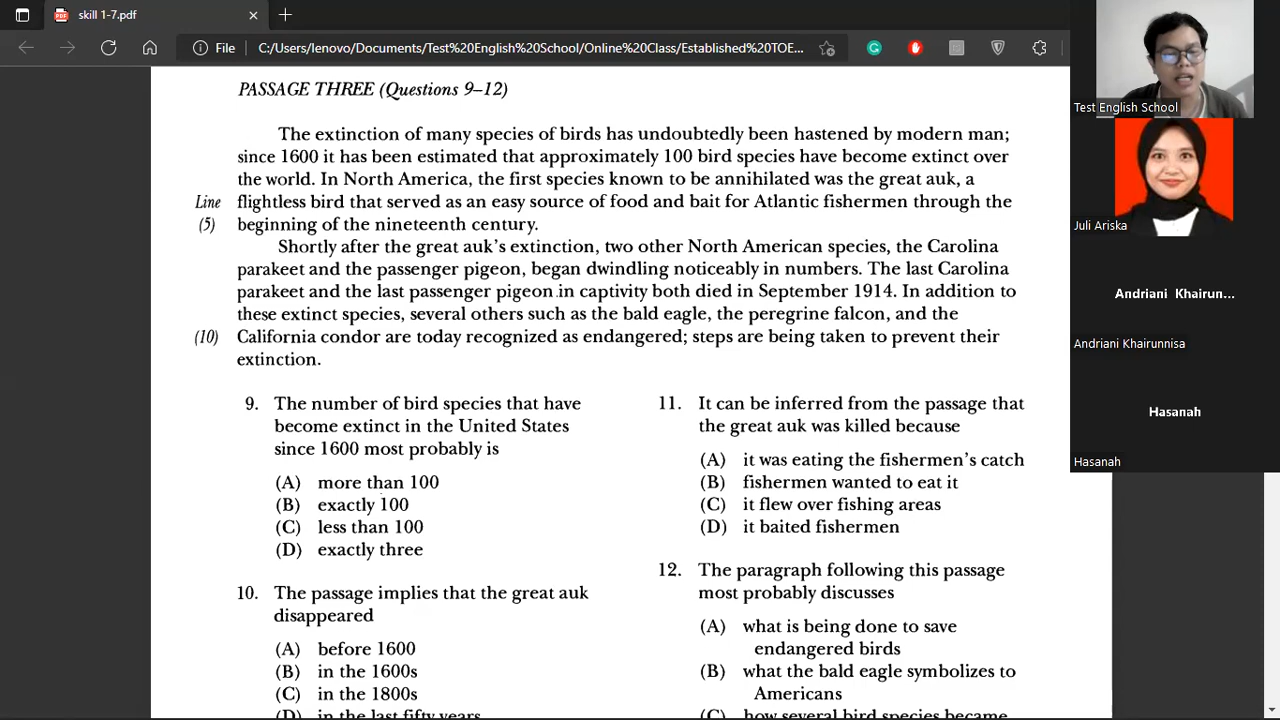 skill 1-7.pdf
File
C:/Users/lenovo/Documents/Test%20English%20School/Online%20Class/Established%20TOE...
PASSAGE THREE (Questions 9–12)
The extinction of many species of birds has undoubtedly been hastened by modern man;
since 1600 it has been estimated that approximately 100 bird species have become extinct over
the world. In North America, the first species known to be annihilated was the great auk, a
Line flightless bird that served as an easy source of food and bait for Atlantic fishermen through the
(5) beginning of the nineteenth century.
Shortly after the great auk's extinction, two other North American species, the Carolina
parakeet and the passenger pigeon, began dwindling noticeably in numbers. The last Carolina
parakeet and the last passenger pigeon in captivity both died in September 1914. In addition to
these extinct species, several others such as the bald eagle, the peregrine falcon, and the
(10) California condor are today recognized as endangered; steps are being taken to prevent their
extinction.
9. The number of bird species that have
become extinct in the United States
since 1600 most probably is
(A) more than 100
(B) exactly 100
(C) less than 100
(D) exactly three
10. The passage implies that the great auk
disappeared
(A) before 1600
(B) in the 1600s
(C) in the 1800s
(D) in the last fifty years
11. It can be inferred from the passage that
the great auk was killed because
(A) it was eating the fishermen's catch
(B) fishermen wanted to eat it
(C) it flew over fishing areas
(D) it baited fishermen
12. The paragraph following this passage
most probably discusses
(A) what is being done to save
endangered birds
(B) what the bald eagle symbolizes to
Americans
(C) how several bird species became
Test English School
Juli Ariska
Andriani Khairun...
Andriani Khairunnisa
Hasanah
Hasanah